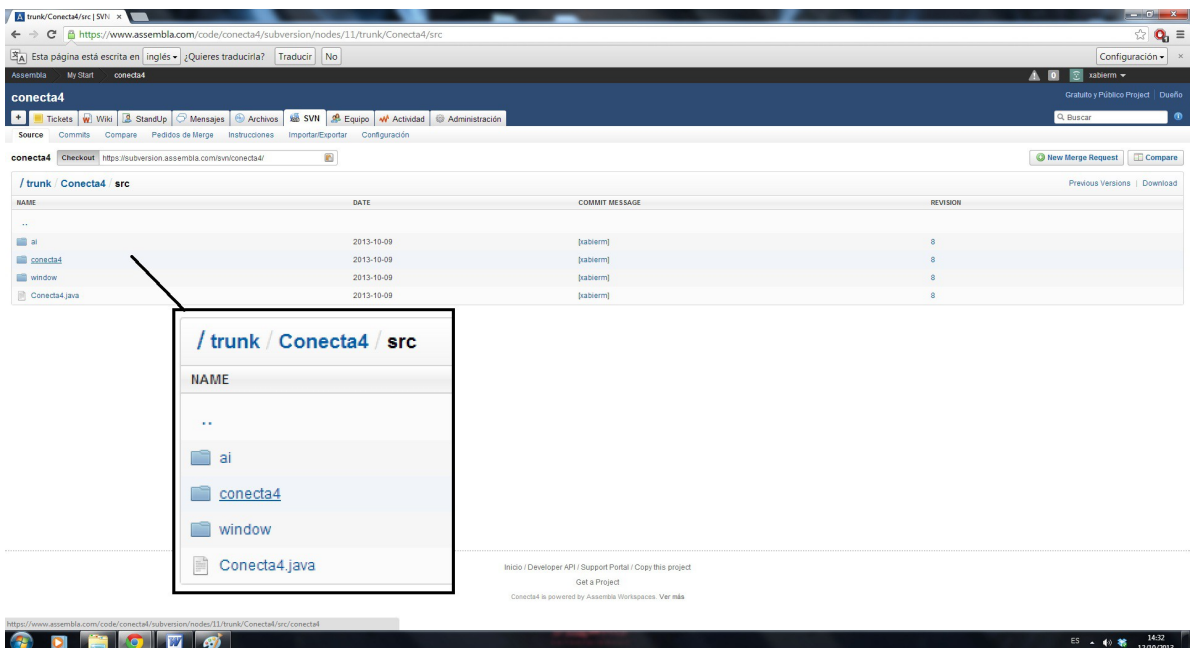 trunk/Conecta4/src | SVN
https://www.assembla.com/code/conecta4/subversion/nodes/11/trunk/Conecta4/src
Esta página está escrita en inglés ¿Quieres traducirla? Traducir No Configuración
Assembla My Start conecta4 0 xabierm
conecta4 Gratuito y Público Project | Dueño
+ Tickets Wiki StandUp Mensajes Archivos SVN Equipo Actividad Administración Buscar
Source Commits Compare Pedidos de Merge Instrucciones Importar/Exportar Configuración
conecta4 Checkout https://subversion.assembla.com/svn/conecta4/ New Merge Request Compare
/ trunk / Conecta4 / src Previous Versions | Download
NAME DATE COMMIT MESSAGE REVISION
..
ai 2013-10-09 [xabierm] 8
conecta4 2013-10-09 [xabierm] 8
window 2013-10-09 [xabierm] 8
Conecta4.java 2013-10-09 [xabierm] 8
/ trunk / Conecta4 / src
NAME
..
ai
conecta4
window
Conecta4.java
Inicio / Developer API / Support Portal / Copy this project
Get a Project
Conecta4 is powered by Assembla Workspaces. Ver más
https://www.assembla.com/code/conecta4/subversion/nodes/11/trunk/Conecta4/src/conecta4
ES 14:32
12/10/2013